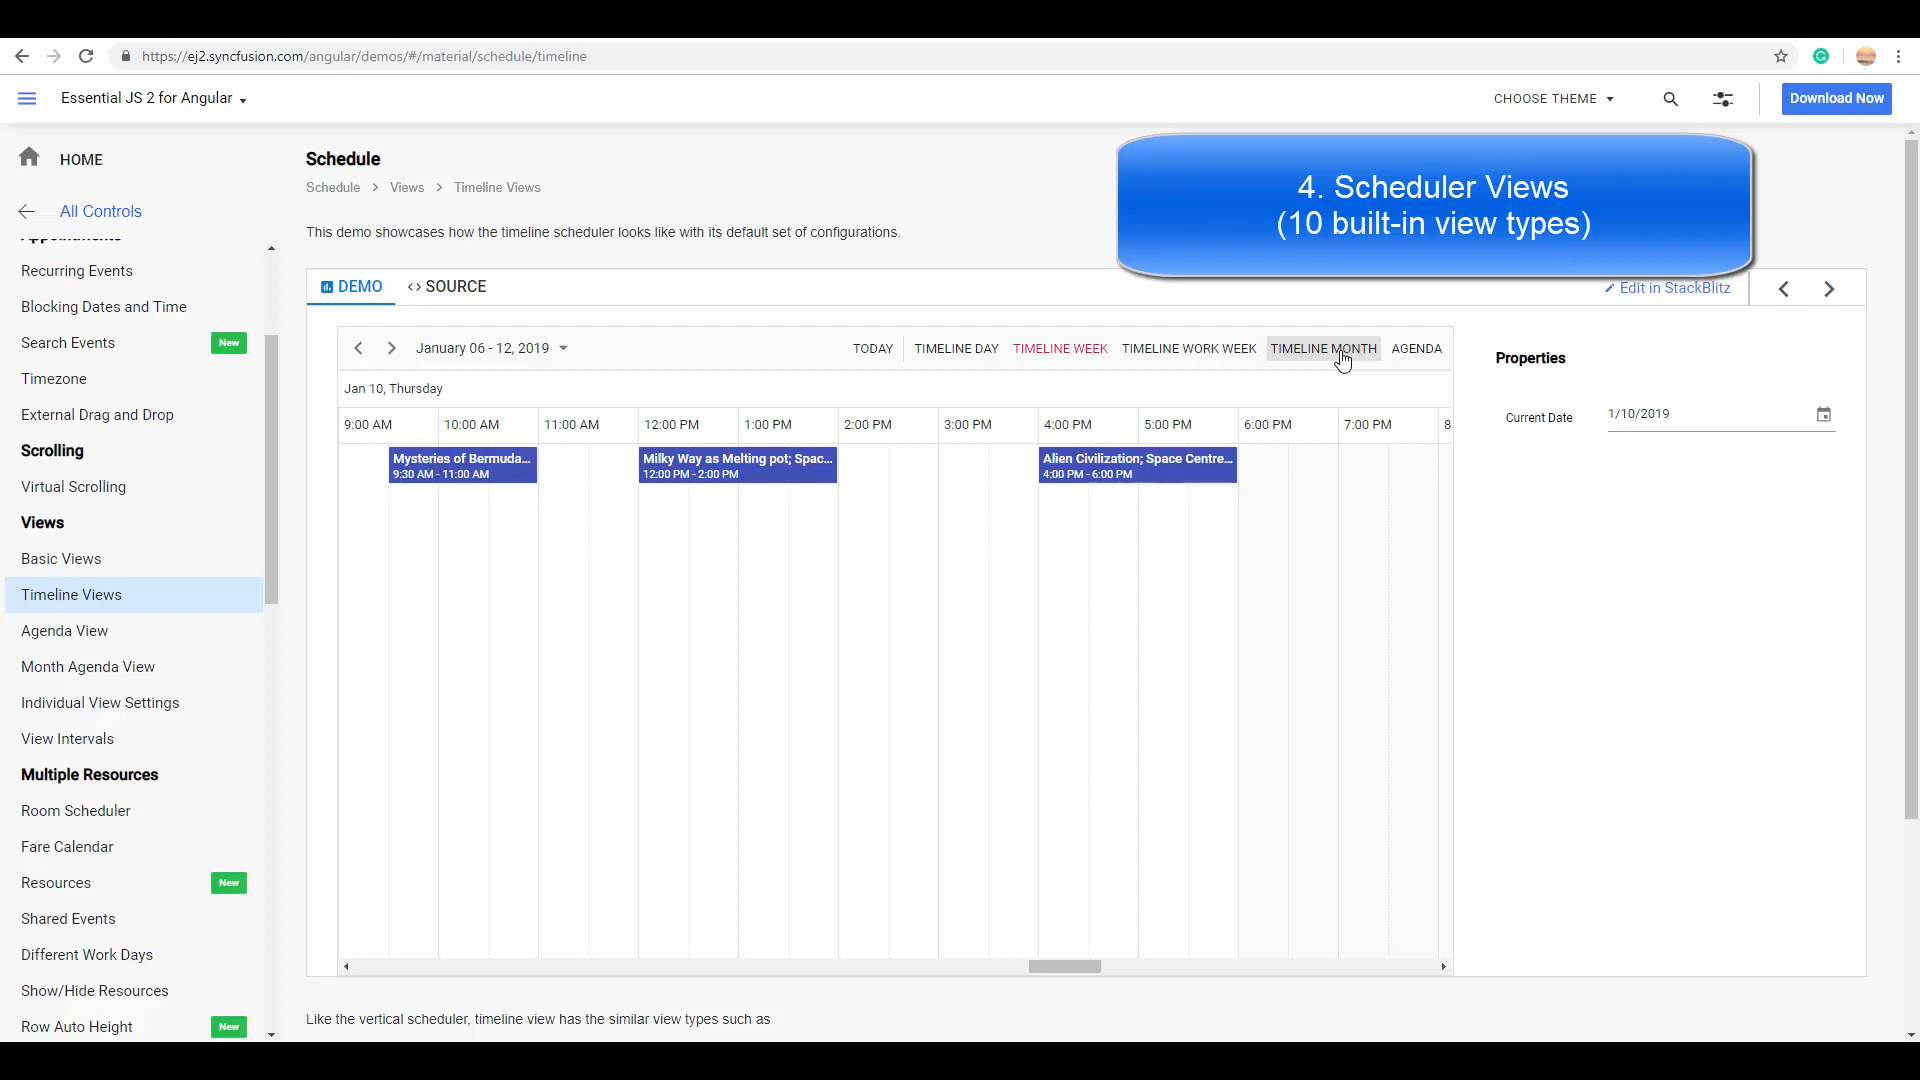 https://ej2.syncfusion.com/angular/demos/#/material/schedule/timeline
Essential JS 2 for Angular
CHOOSE THEME
Download Now
HOME
All Controls
Appointments
Recurring Events
Blocking Dates and Time
Search Events New
Timezone
External Drag and Drop
Scrolling
Virtual Scrolling
Views
Basic Views
Timeline Views
Agenda View
Month Agenda View
Individual View Settings
View Intervals
Multiple Resources
Room Scheduler
Fare Calendar
Resources New
Shared Events
Different Work Days
Show/Hide Resources
Row Auto Height New
Schedule
Schedule > Views > Timeline Views
This demo showcases how the timeline scheduler looks like with its default set of configurations.
4. Scheduler Views
(10 built-in view types)
DEMO <> SOURCE
Edit in StackBlitz
January 06 - 12, 2019
TODAY TIMELINE DAY TIMELINE WEEK TIMELINE WORK WEEK TIMELINE MONTH AGENDA
Jan 10, Thursday
9:00 AM 10:00 AM 11:00 AM 12:00 PM 1:00 PM 2:00 PM 3:00 PM 4:00 PM 5:00 PM 6:00 PM 7:00 PM 8
Mysteries of Bermuda...
9:30 AM - 11:00 AM
Milky Way as Melting pot; Spac...
12:00 PM - 2:00 PM
Alien Civilization; Space Centre...
4:00 PM - 6:00 PM
Properties
Current Date 1/10/2019
Like the vertical scheduler, timeline view has the similar view types such as